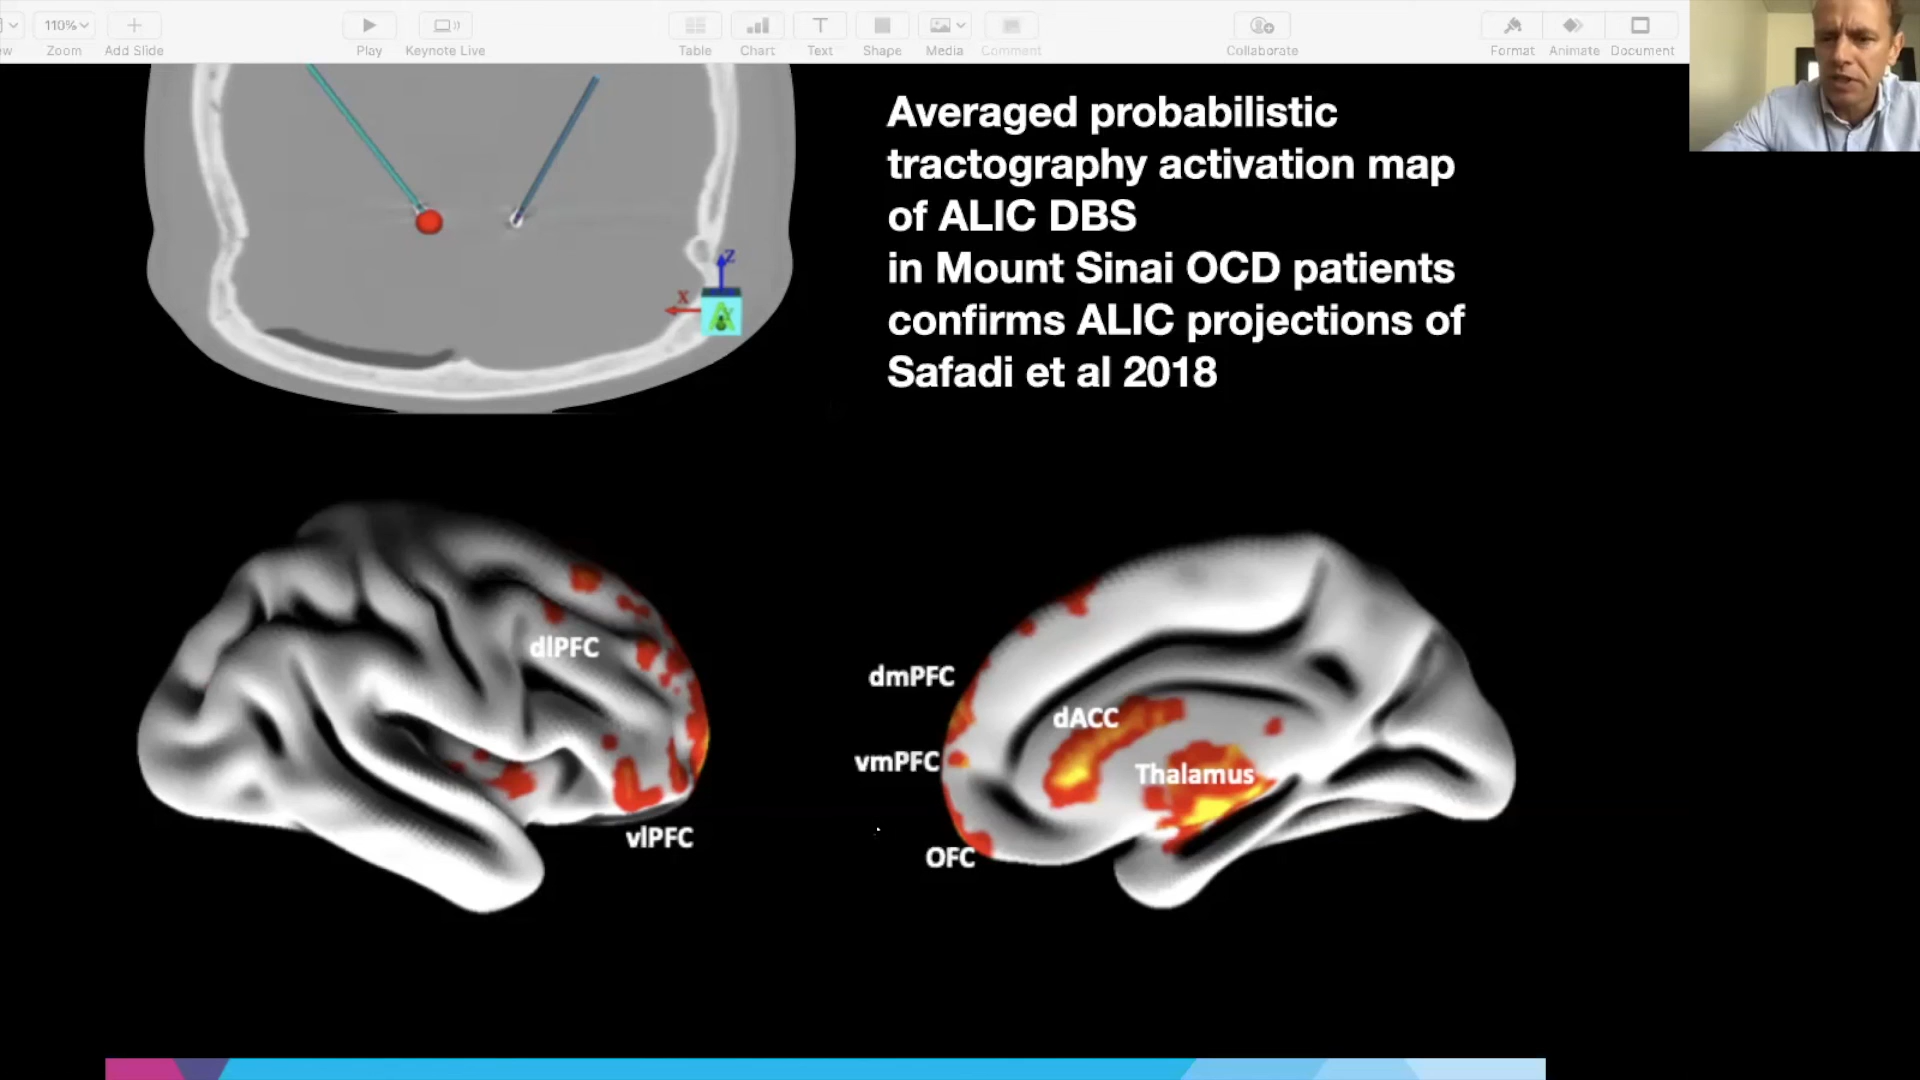 110%
Zoom
Add Slide
Play
Keynote Live
Table
Chart
Text
Shape
Media
Comment
Collaborate
Format
Animate
Document
Averaged probabilistic
tractography activation map
of ALIC DBS
in Mount Sinai OCD patients
confirms ALIC projections of
Safadi et al 2018
Z
X
A
dlPFC
vlPFC
dmPFC
dACC
vmPFC
Thalamus
OFC